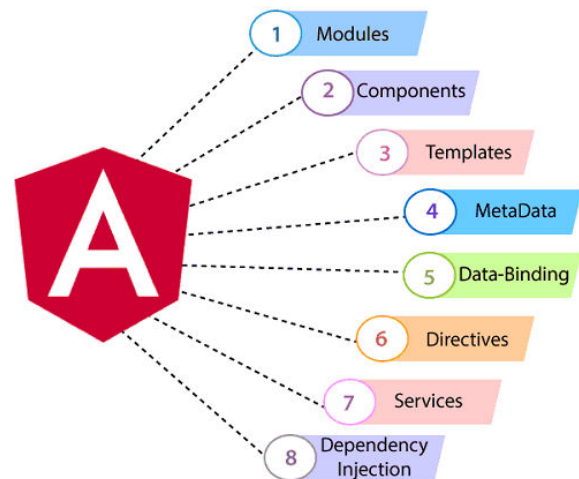 A
1 Modules
2 Components
3 Templates
4 MetaData
5 Data-Binding
6 Directives
7 Services
8 Dependency
Injection